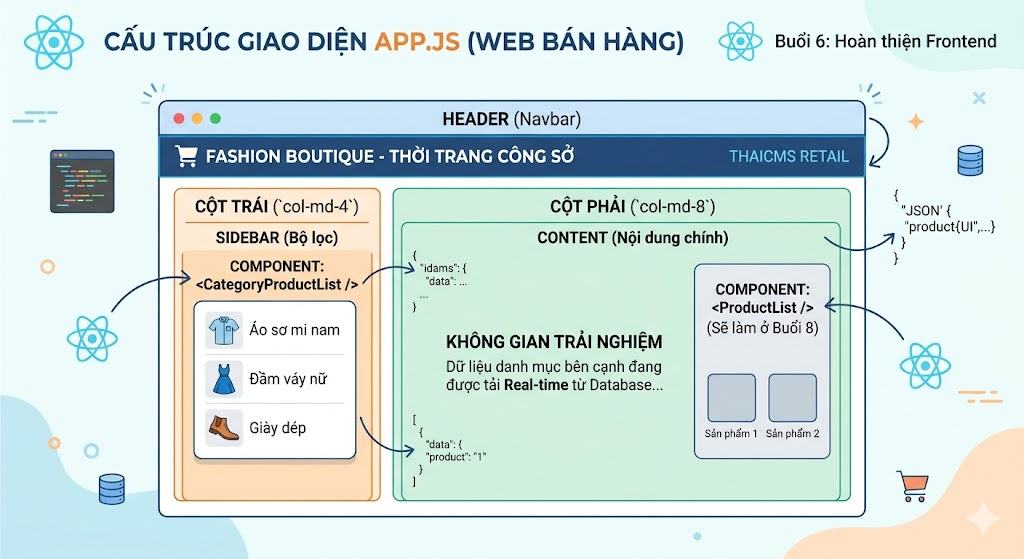 CẤU TRÚC GIAO DIỆN APP.JS (WEB BÁN HÀNG)
Buổi 6: Hoàn thiện Frontend
HEADER (Navbar)
FASHION BOUTIQUE - THỜI TRANG CÔNG SỞ
THAICMS RETAIL
CỘT TRÁI (`col-md-4`)
SIDEBAR (Bộ lọc)
COMPONENT:
<CategoryProductList />
Áo sơ mi nam
Đầm váy nữ
Giày dép
CỘT PHẢI (`col-md-8`)
CONTENT (Nội dung chính)
{
"idams": {
"data": ...
...
}
KHÔNG GIAN TRẢI NGHIỆM
Dữ liệu danh mục bên cạnh đang
được tải Real-time từ Database...
[
{
"data": {
"product": "1"
}
]
COMPONENT:
<ProductList />
(Sẽ làm ở Buổi 8)
Sản phẩm 1
Sản phẩm 2
{
"JSON' {
"product{UI",...}
}
}